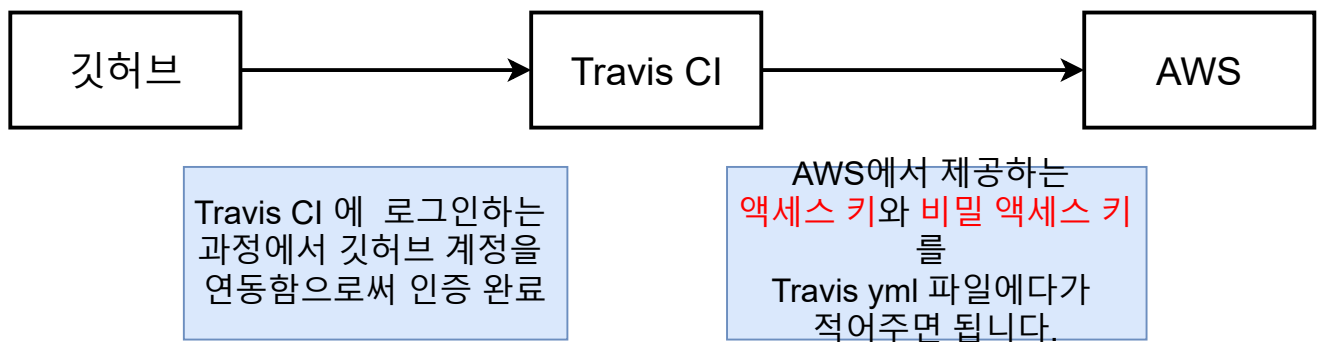 깃허브
Travis CI
AWS
Travis CI 에 로그인하는
과정에서 깃허브 계정을
연동함으로써 인증 완료
AWS에서 제공하는
액세스 키와 비밀 액세스 키
를
Travis yml 파일에다가
적어주면 됩니다.